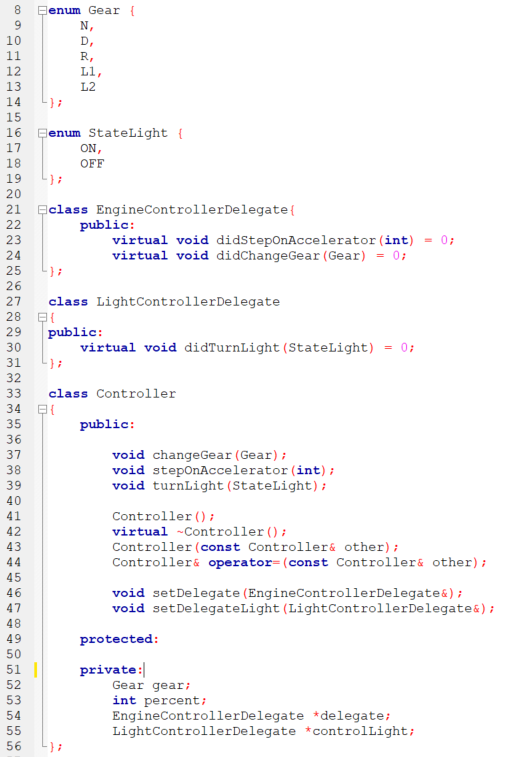 8 enum Gear {
9 N,
10 D,
11 R,
12 L1,
13 L2
14 };
15
16 enum StateLight {
17 ON,
18 OFF
19 };
20
21 class EngineControllerDelegate{
22 public:
23 virtual void didStepOnAccelerator(int) = 0;
24 virtual void didChangeGear(Gear) = 0;
25 };
26
27 class LightControllerDelegate
28 {
29 public:
30 virtual void didTurnLight(StateLight) = 0;
31 };
32
33 class Controller
34 {
35 public:
36
37 void changeGear(Gear);
38 void stepOnAccelerator(int);
39 void turnLight(StateLight);
40
41 Controller();
42 virtual ~Controller();
43 Controller(const Controller& other);
44 Controller& operator=(const Controller& other);
45
46 void setDelegate(EngineControllerDelegate&);
47 void setDelegateLight(LightControllerDelegate&);
48
49 protected:
50
51 private:
52 Gear gear;
53 int percent;
54 EngineControllerDelegate *delegate;
55 LightControllerDelegate *controlLight;
56 };